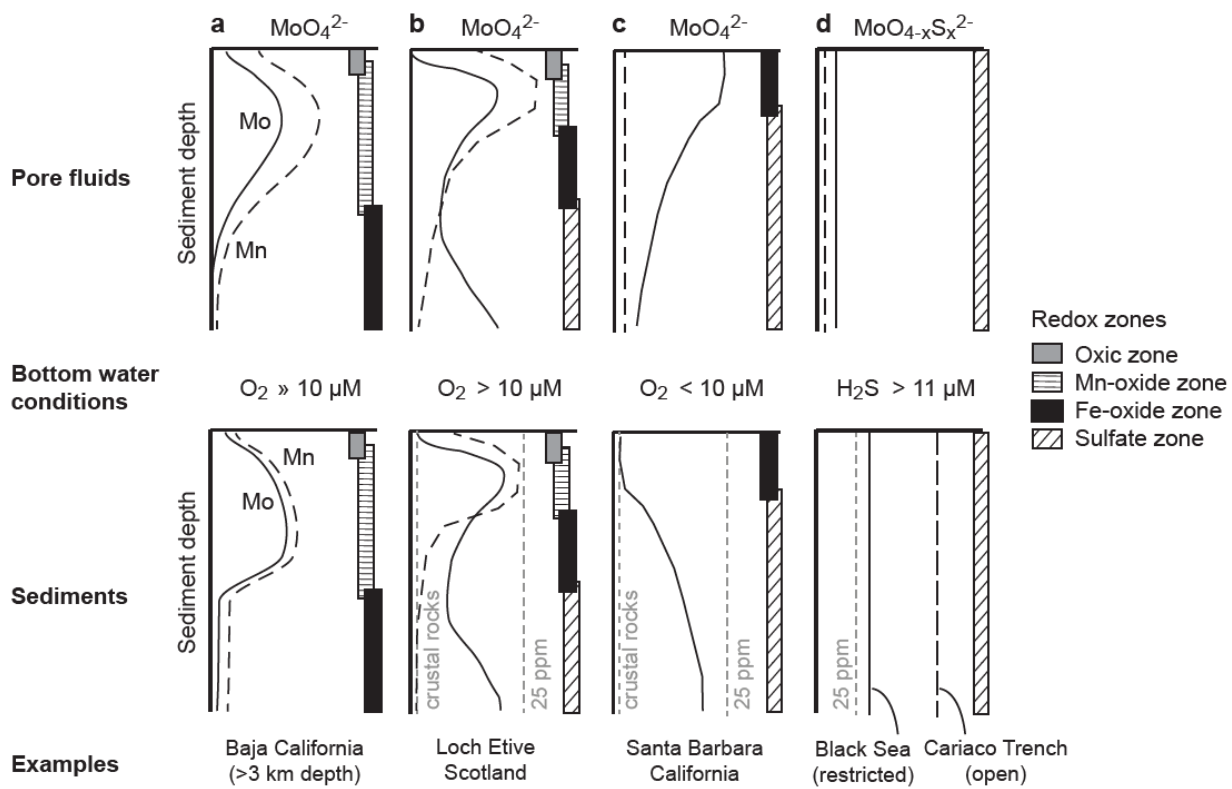 a
MoO₄²⁻
b
MoO₄²⁻
c
MoO₄²⁻
d
MoO₄₋ₓSₓ²⁻
Pore fluids
Sediment depth
Mo
Mn
Redox zones
Oxic zone
Mn-oxide zone
Fe-oxide zone
Sulfate zone
Bottom water
conditions
O₂ » 10 µM
O₂ > 10 µM
O₂ < 10 µM
H₂S > 11 µM
Sediments
Sediment depth
Mn
Mo
crustal rocks
25 ppm
crustal rocks
25 ppm
25 ppm
Examples
Baja California
(>3 km depth)
Loch Etive
Scotland
Santa Barbara
California
Black Sea
(restricted)
Cariaco Trench
(open)